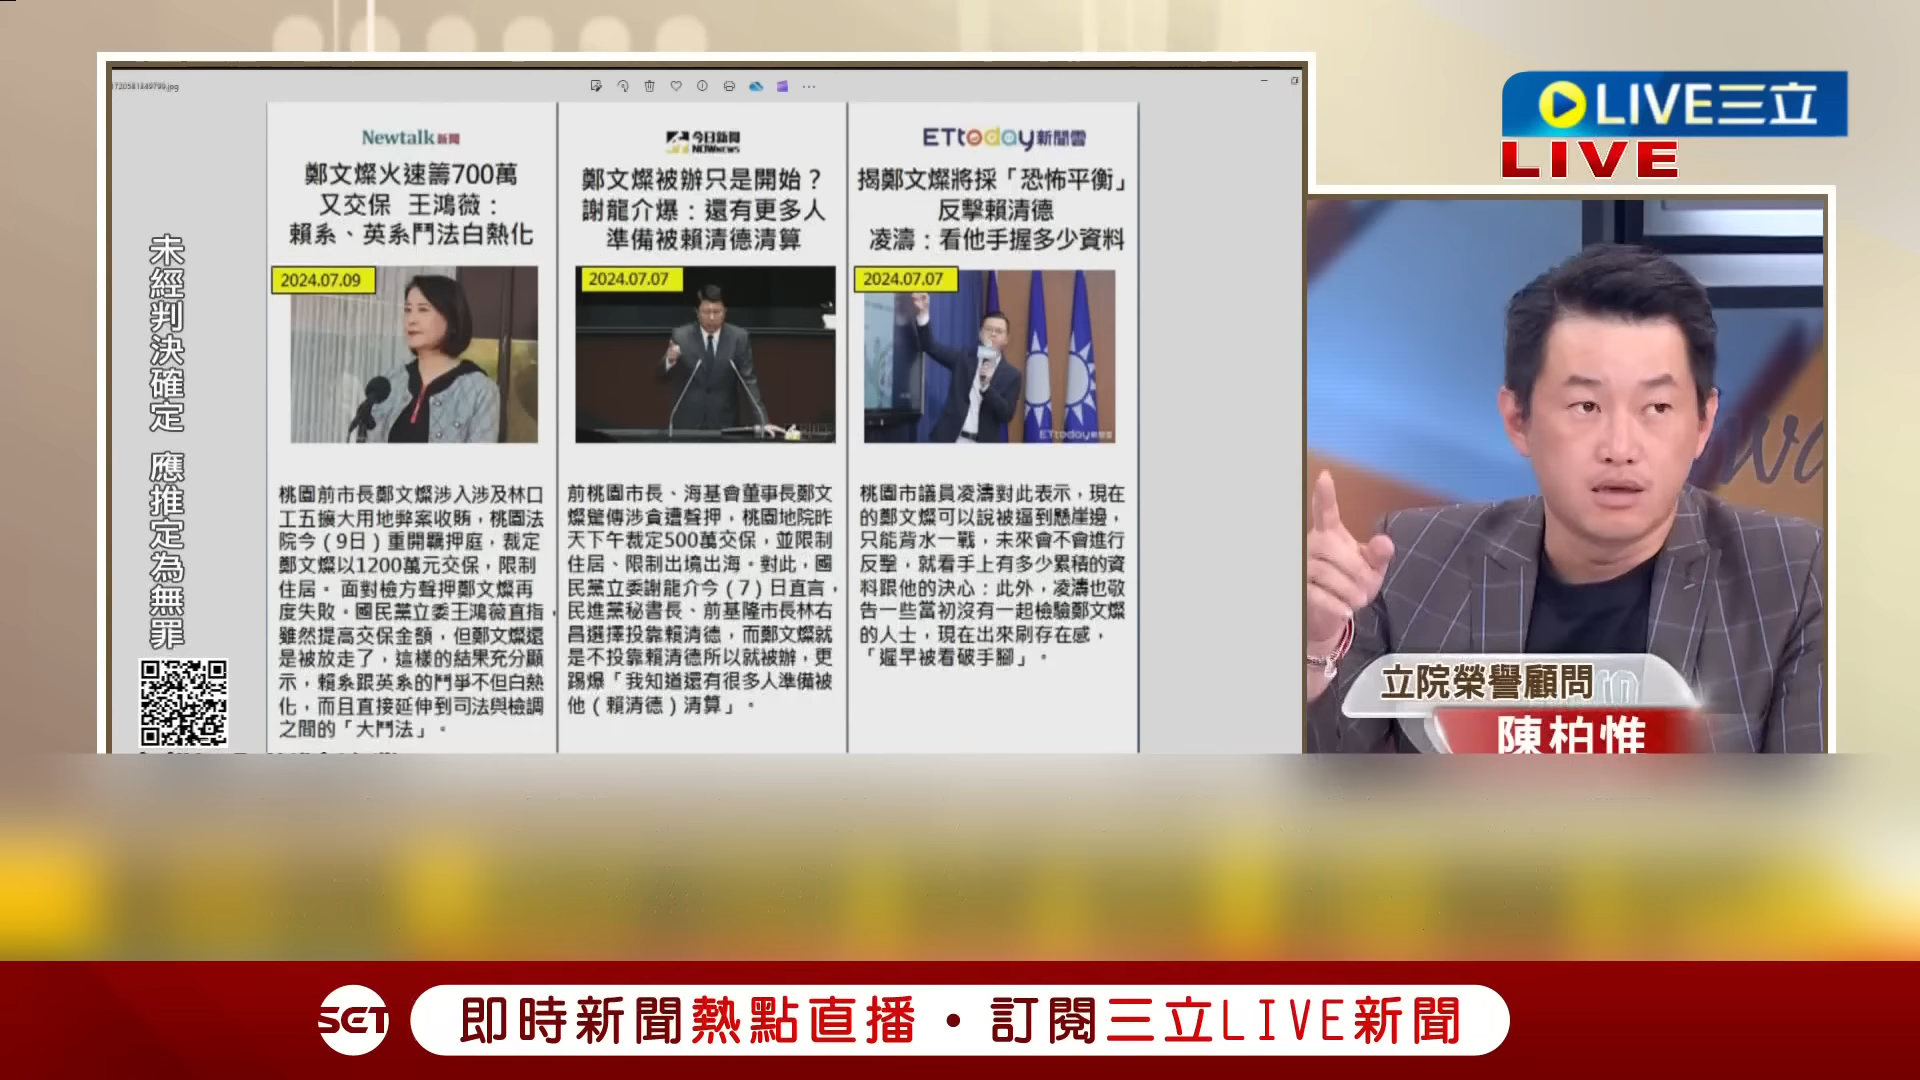 1720581849799.jpg
LIVE三立
LIVE
未經判決確定 應推定為無罪
Newtalk新聞
鄭文燦火速籌700萬
又交保 王鴻薇：
賴系、英系鬥法白熱化
2024.07.09
桃園前市長鄭文燦涉入涉及林口
工五擴大用地弊案收賄，桃園法
院今（9日）重開羈押庭，裁定
鄭文燦以1200萬元交保，限制
住居。 面對檢方聲押鄭文燦再
度失敗，國民黨立委王鴻薇直指，
雖然提高交保金額，但鄭文燦還
是被放走了，這樣的結果充分顯
示，賴系跟英系的鬥爭不但白熱
化，而且直接延伸到司法與檢調
之間的「大鬥法」。
今日新聞
NOWnews
鄭文燦被辦只是開始？
謝龍介爆：還有更多人
準備被賴清德清算
2024.07.07
前桃園市長、海基會董事長鄭文
燦驚傳涉貪遭聲押，桃園地院昨
天下午裁定500萬交保，並限制
住居、限制出境出海。對此，國
民黨立委謝龍介今（7）日直言，
民進黨秘書長、前基隆市長林右
昌選擇投靠賴清德，而鄭文燦就
是不投靠賴清德所以就被辦，更
踢爆「我知道還有很多人準備被
他（賴清德）清算」。
ETtoday新聞雲
揭鄭文燦將採「恐怖平衡」
反擊賴清德
凌濤：看他手握多少資料
2024.07.07
ETtoday新聞雲
桃園市議員凌濤對此表示，現在
的鄭文燦可以說被逼到懸崖邊，
只能背水一戰，未來會不會進行
反擊，就看手上有多少累積的資
料跟他的決心；此外，凌濤也敬
告一些當初沒有一起檢驗鄭文燦
的人士，現在出來刷存在感，
「遲早被看破手腳」。
立院榮譽顧問
陳柏惟
SET
即時新聞熱點直播・訂閱三立LIVE新聞